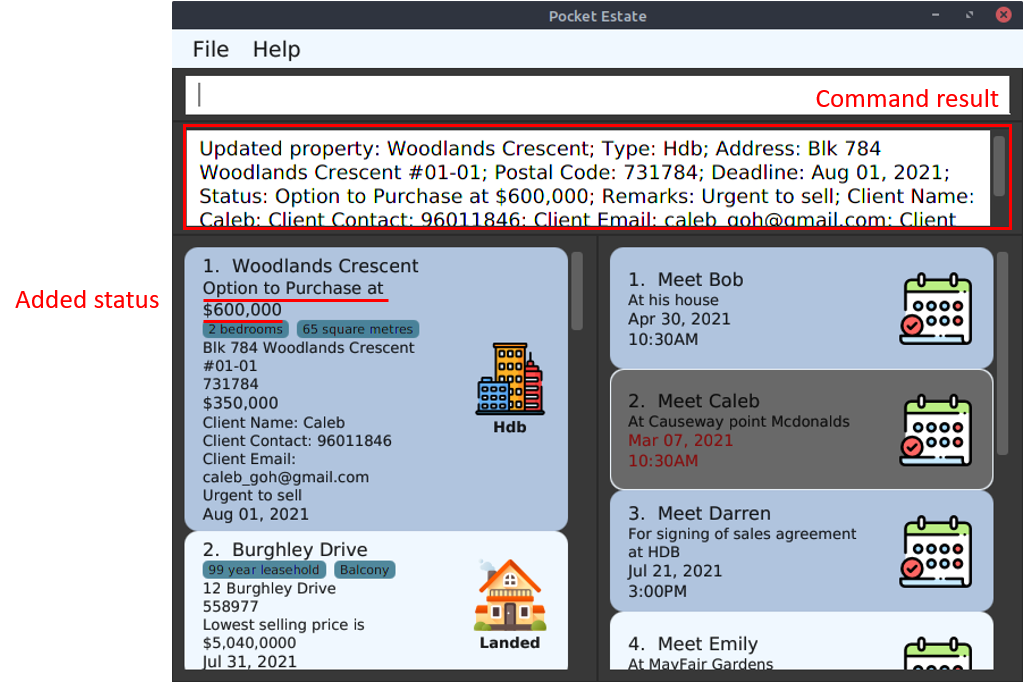 Pocket Estate
File Help
Command result
Updated property: Woodlands Crescent; Type: Hdb; Address: Blk 784
Woodlands Crescent #01-01; Postal Code: 731784; Deadline: Aug 01, 2021;
Status: Option to Purchase at $600,000; Remarks: Urgent to sell; Client Name:
Caleb; Client Contact: 96011846; Client Email: caleb_goh@gmail.com; Client
Added status
1. Woodlands Crescent
Option to Purchase at
$600,000
2 bedrooms 65 square metres
Blk 784 Woodlands Crescent
#01-01
731784
$350,000
Client Name: Caleb
Client Contact: 96011846
Client Email:
caleb_goh@gmail.com
Urgent to sell
Aug 01, 2021
Hdb
2. Burghley Drive
99 year leasehold Balcony
12 Burghley Drive
558977
Lowest selling price is
$5,040,0000
Jul 31, 2021
Landed
1. Meet Bob
At his house
Apr 30, 2021
10:30AM
2. Meet Caleb
At Causeway point Mcdonalds
Mar 07, 2021
10:30AM
3. Meet Darren
For signing of sales agreement
at HDB
Jul 21, 2021
3:00PM
4. Meet Emily
At MayFair Gardens